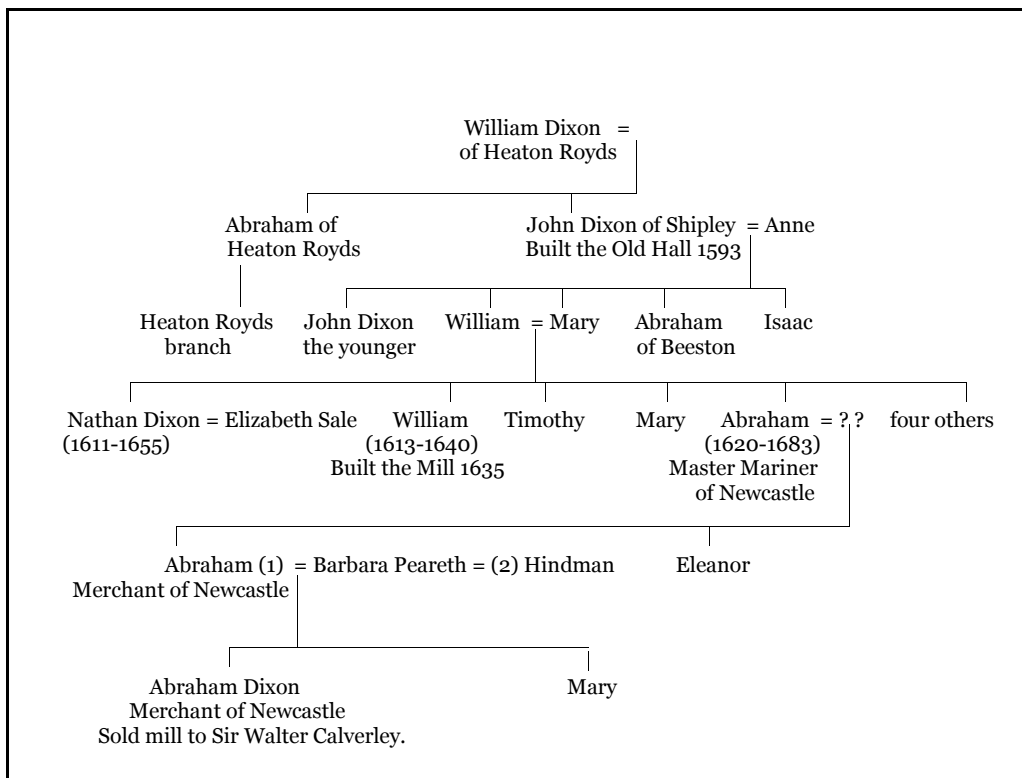 William Dixon =
of Heaton Royds
Abraham of
Heaton Royds
John Dixon of Shipley = Anne
Built the Old Hall 1593
Heaton Royds
branch
John Dixon
the younger
William = Mary
Abraham
of Beeston
Isaac
Nathan Dixon = Elizabeth Sale
(1611-1655)
William
(1613-1640)
Built the Mill 1635
Timothy
Mary
Abraham = ? ?
(1620-1683)
Master Mariner
of Newcastle
four others
Abraham (1) = Barbara Peareth = (2) Hindman
Merchant of Newcastle
Eleanor
Abraham Dixon
Merchant of Newcastle
Sold mill to Sir Walter Calverley.
Mary